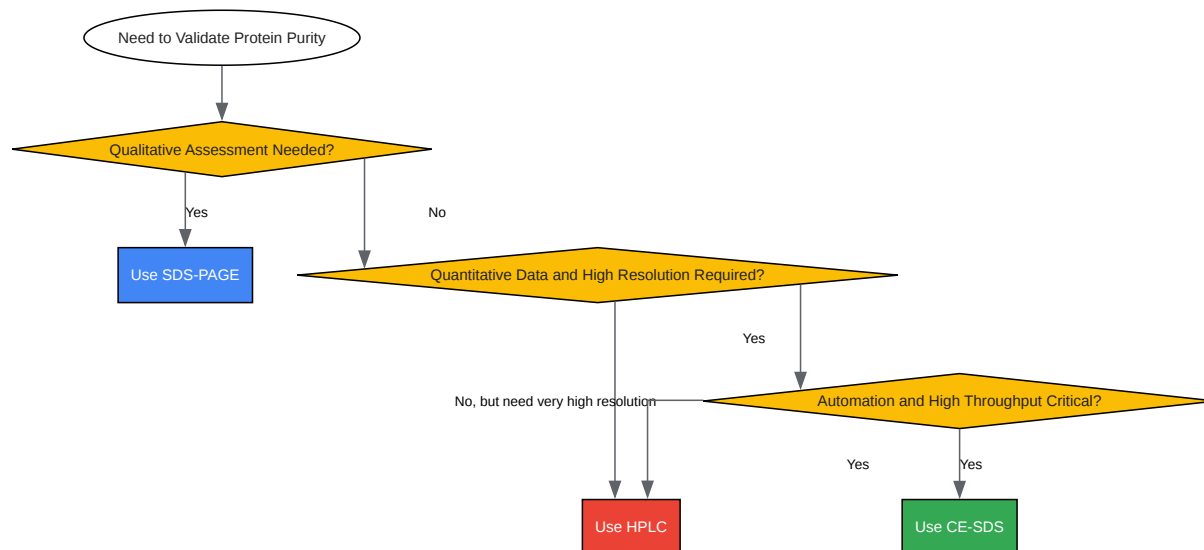 Need to Validate Protein Purity
Qualitative Assessment Needed?
Yes
No
Use SDS-PAGE
Quantitative Data and High Resolution Required?
Yes
No, but need very high resolution
Automation and High Throughput Critical?
Yes
Yes
Use HPLC
Use CE-SDS